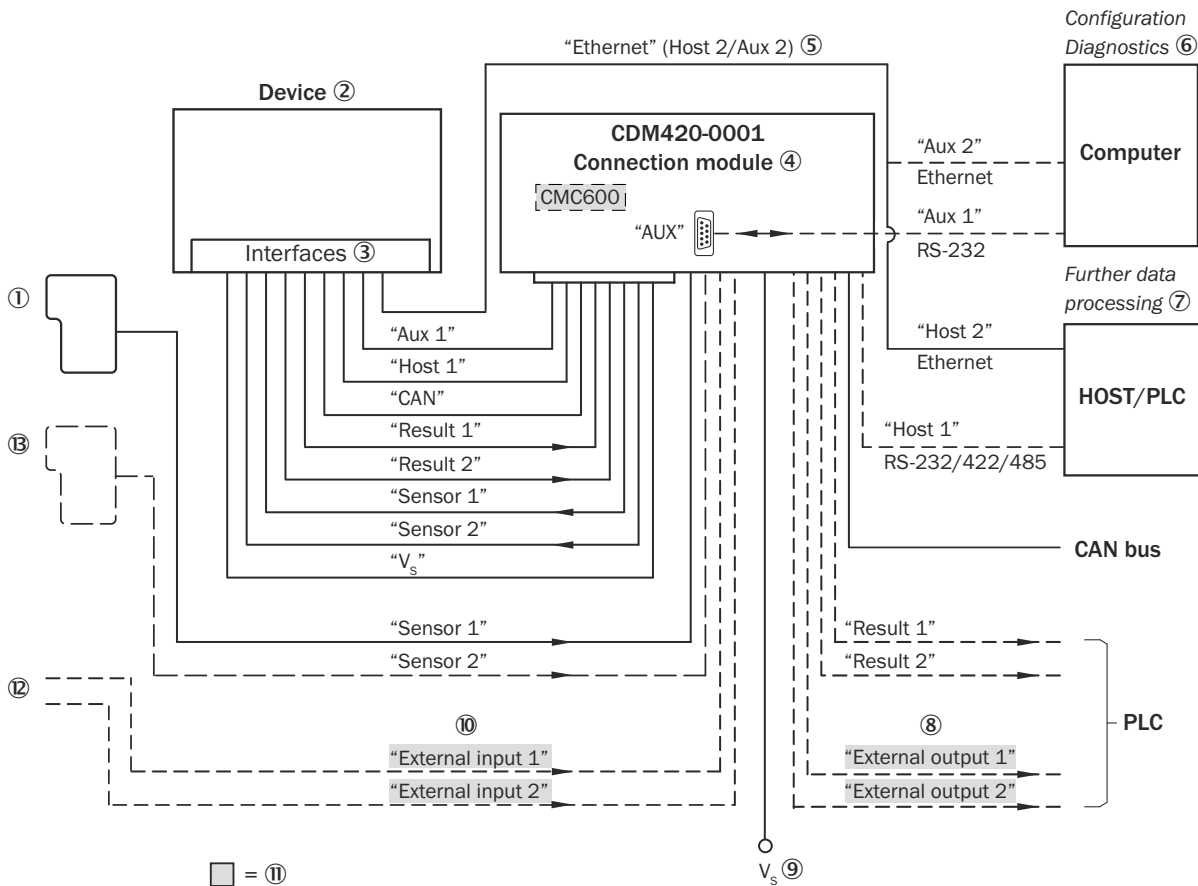 Configuration
Diagnostics ⑥
“Ethernet” (Host 2/Aux 2) ⑤
Device ②
CDM420-0001
Connection module ④
CMC600
“AUX”
“Aux 2”
Ethernet
Computer
“Aux 1”
RS-232
Interfaces ③
①
Further data
processing ⑦
“Aux 1”
“Host 1”
“CAN”
“Result 1”
“Result 2”
“Sensor 1”
“Sensor 2”
“Vs”
“Host 2”
Ethernet
HOST/PLC
“Host 1”
RS-232/422/485
⑬
CAN bus
“Sensor 1”
“Sensor 2”
“Result 1”
“Result 2”
⑫
⑩
⑧
PLC
“External input 1”
“External input 2”
“External output 1”
“External output 2”
= ⑪
Vs ⑨